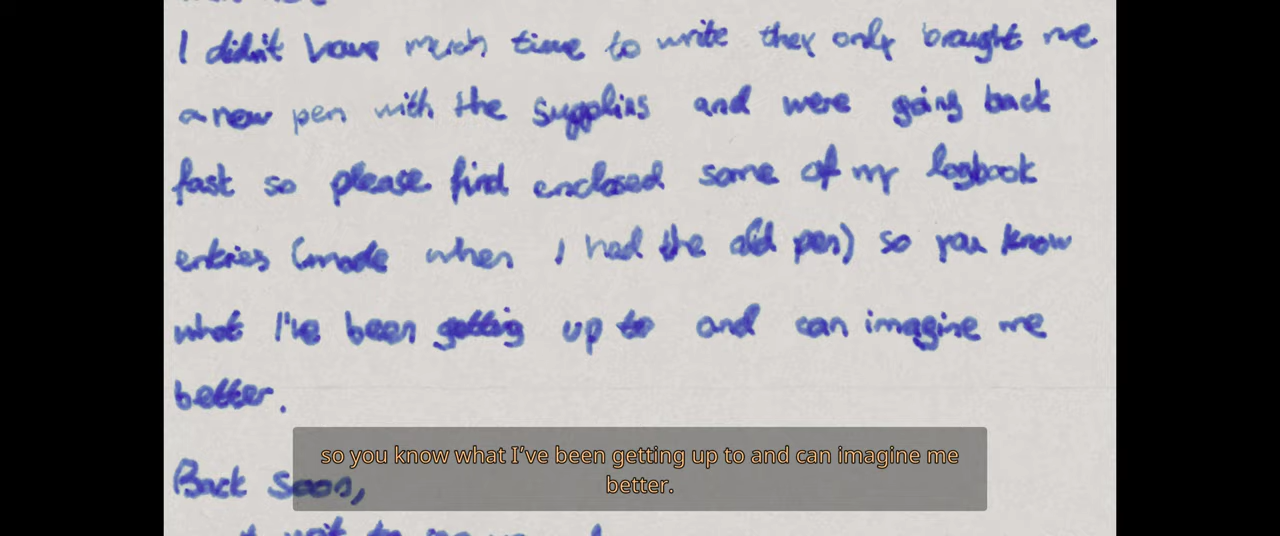 I didn't have much time to write they only brought me
a new pen with the supplies and were going back
fast so please find enclosed some of my logbook
entries (made when I had the old pen) so you know
what I've been getting up to and can imagine me
better.
so you know what I've been getting up to and can imagine me
better.
Back soon,